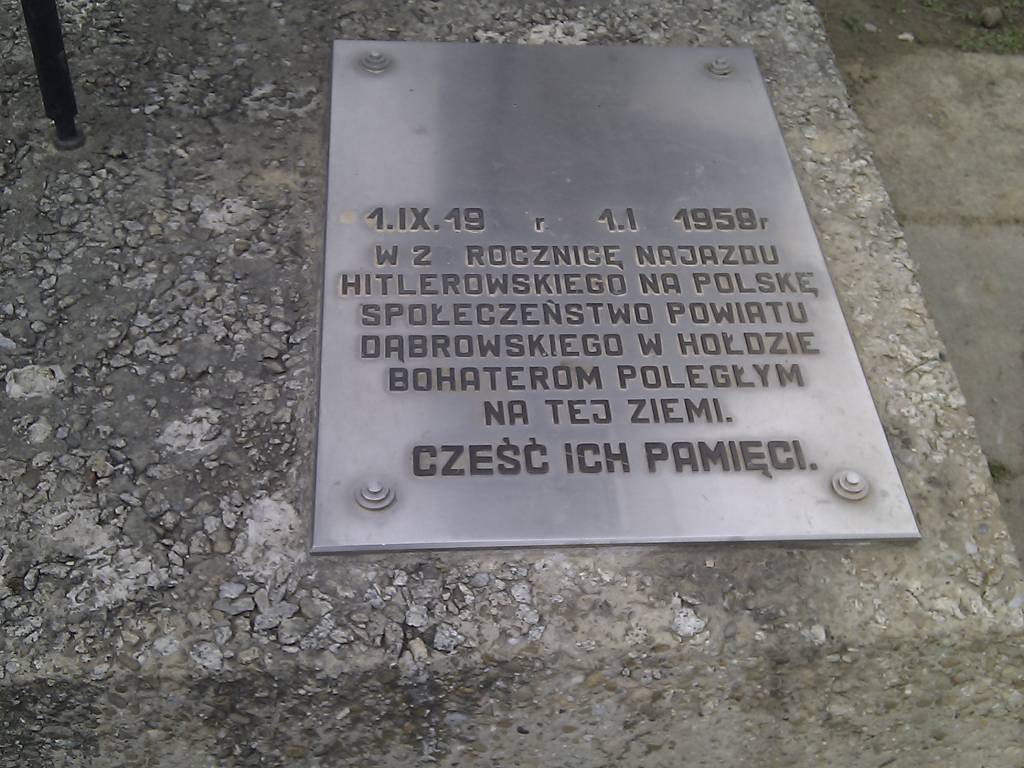 1.IX.19 r 1.I 1959r
W 2 ROCZNICĘ NAJAZDU
HITLEROWSKIEGO NA POLSKĘ
SPOŁECZEŃSTWO POWIATU
DĄBROWSKIEGO W HOŁDZIE
BOHATEROM POLEGŁYM
NA TEJ ZIEMI.
CZEŚĆ ICH PAMIĘCI.